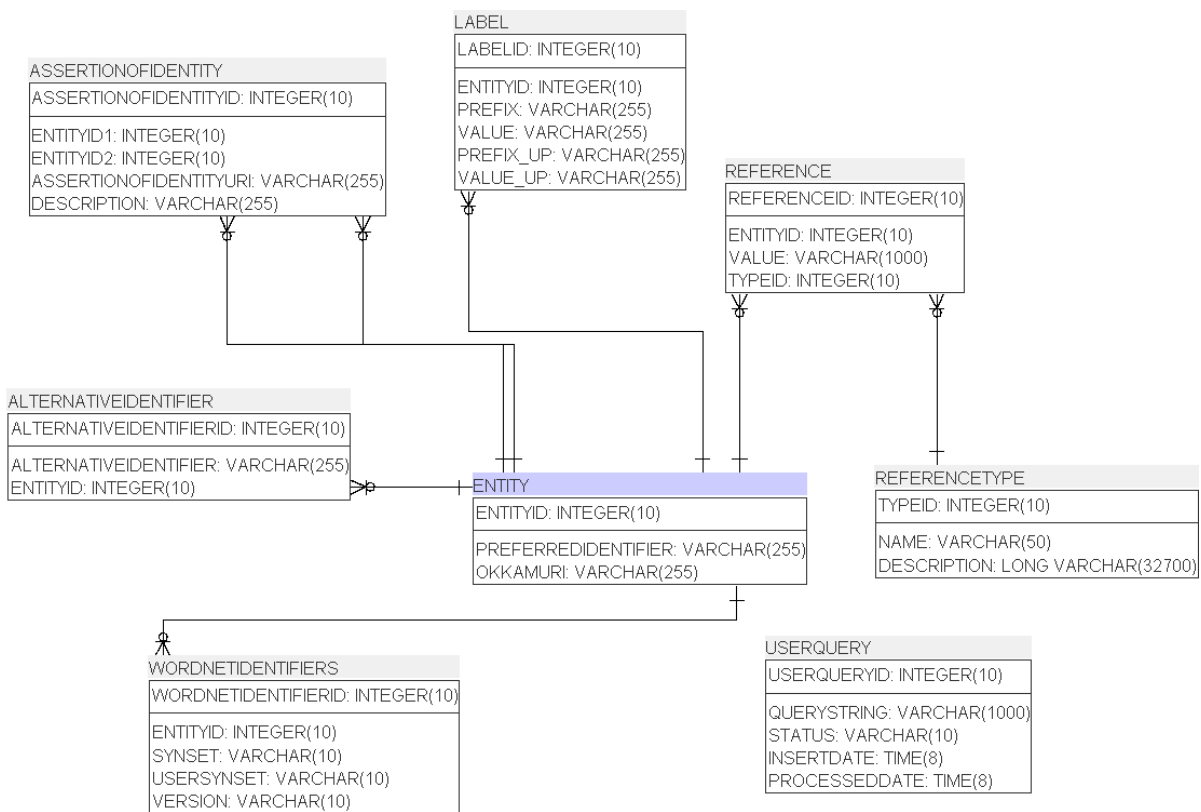 LABEL
LABELID: INTEGER(10)
ENTITYID: INTEGER(10)
PREFIX: VARCHAR(255)
VALUE: VARCHAR(255)
PREFIX_UP: VARCHAR(255)
VALUE_UP: VARCHAR(255)
ASSERTIONOFIDENTITY
ASSERTIONOFIDENTITYID: INTEGER(10)
ENTITYID1: INTEGER(10)
ENTITYID2: INTEGER(10)
ASSERTIONOFIDENTITYURI: VARCHAR(255)
DESCRIPTION: VARCHAR(255)
REFERENCE
REFERENCEID: INTEGER(10)
ENTITYID: INTEGER(10)
VALUE: VARCHAR(1000)
TYPEID: INTEGER(10)
ALTERNATIVEIDENTIFIER
ALTERNATIVEIDENTIFIERID: INTEGER(10)
ALTERNATIVEIDENTIFIER: VARCHAR(255)
ENTITYID: INTEGER(10)
ENTITY
ENTITYID: INTEGER(10)
PREFERREDIDENTIFIER: VARCHAR(255)
OKKAMURI: VARCHAR(255)
REFERENCETYPE
TYPEID: INTEGER(10)
NAME: VARCHAR(50)
DESCRIPTION: LONG VARCHAR(32700)
WORDNETIDENTIFIERS
WORDNETIDENTIFIERID: INTEGER(10)
ENTITYID: INTEGER(10)
SYNSET: VARCHAR(10)
USERSYNSET: VARCHAR(10)
VERSION: VARCHAR(10)
USERQUERY
USERQUERYID: INTEGER(10)
QUERYSTRING: VARCHAR(1000)
STATUS: VARCHAR(10)
INSERTDATE: TIME(8)
PROCESSEDDATE: TIME(8)